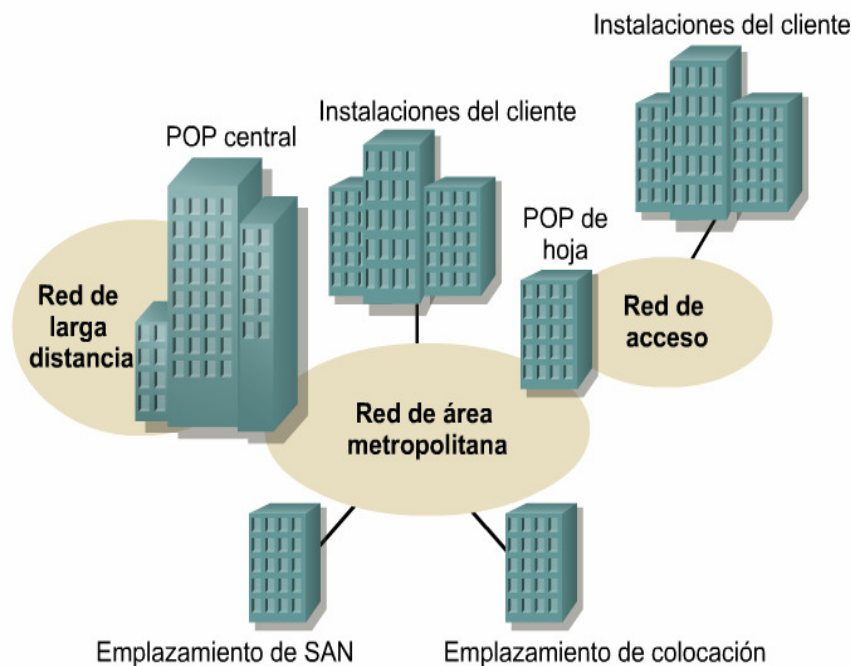 Instalaciones del cliente
Instalaciones del cliente
POP central
POP de
hoja
Red de
larga
distancia
Red de
acceso
Red de área
metropolitana
Emplazamiento de SAN
Emplazamiento de colocación